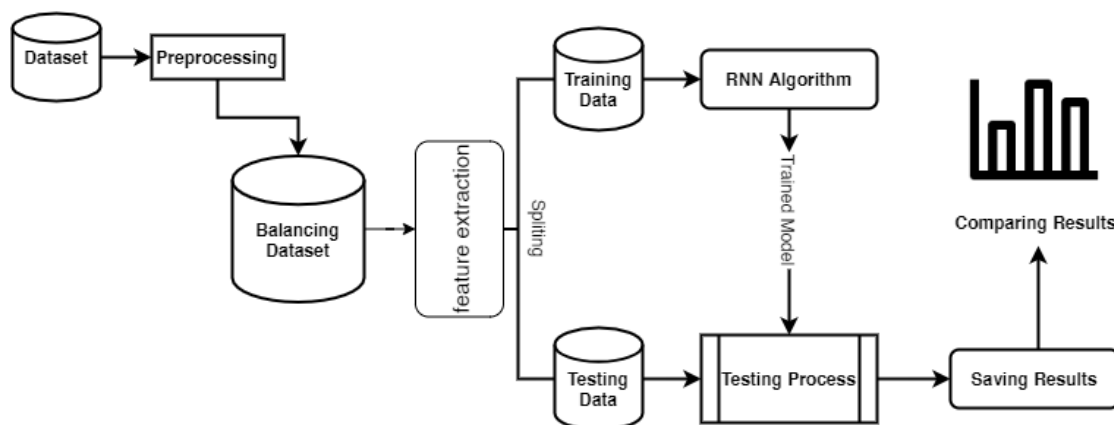 Dataset
Preprocessing
Balancing
Dataset
feature extraction
Spliting
Training
Data
RNN Algorithm
Trained Model
Testing
Data
Testing Process
Saving Results
Comparing Results